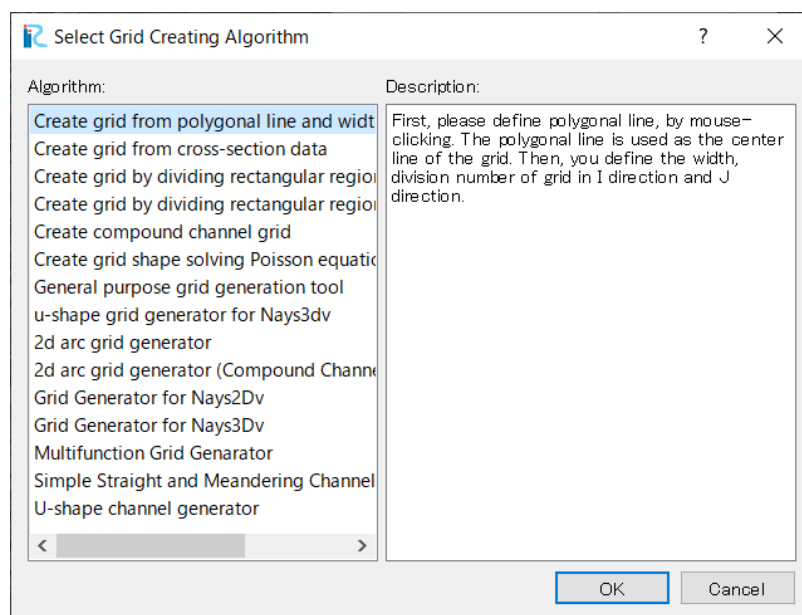 Select Grid Creating Algorithm
Algorithm:
Create grid from polygonal line and widt
Create grid from cross-section data
Create grid by dividing rectangular regio
Create grid by dividing rectangular regio
Create compound channel grid
Create grid shape solving Poisson equatio
General purpose grid generation tool
u-shape grid generator for Nays3dv
2d arc grid generator
2d arc grid generator (Compound Channe
Grid Generator for Nays2Dv
Grid Generator for Nays3Dv
Multifunction Grid Genarator
Simple Straight and Meandering Channel
U-shape channel generator
Description:
First, please define polygonal line, by mouse-
clicking. The polygonal line is used as the center
line of the grid. Then, you define the width,
division number of grid in I direction and J
direction.
OK
Cancel